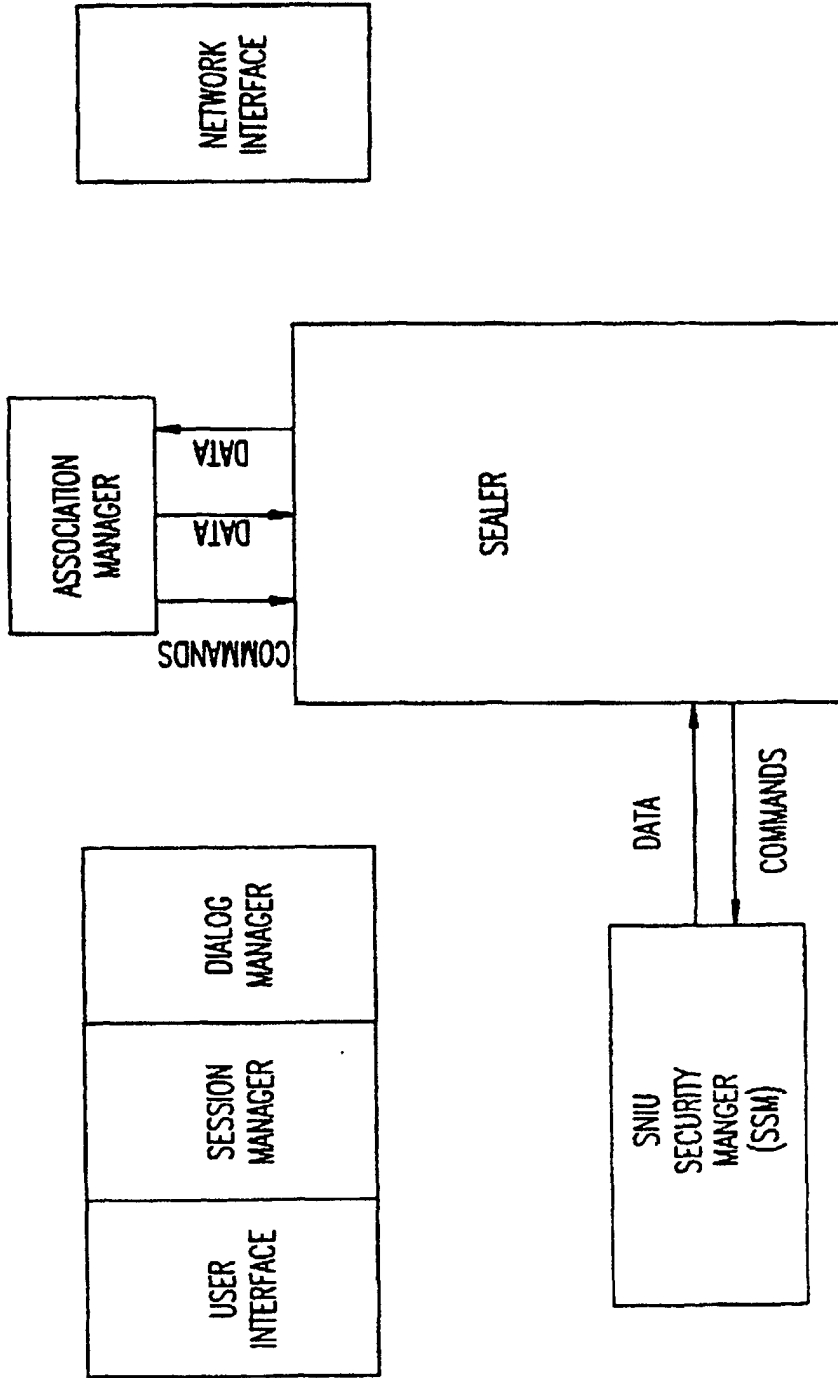 USER
INTERFACE
SESSION
MANAGER
DIALOG
MANAGER
ASSOCIATION
MANAGER
NETWORK
INTERFACE
COMMANDS
DATA
DATA
SEALER
DATA
COMMANDS
SNIU
SECURITY
MANGER
(SSM)